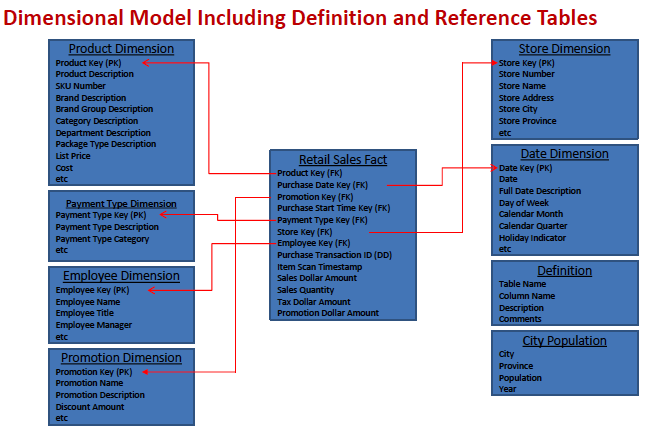 Dimensional Model Including Definition and Reference Tables
Product Dimension
Product Key (PK)
Product Description
SKU Number
Brand Description
Brand Group Description
Category Description
Department Description
Package Type Description
List Price
Cost
etc
Payment Type Dimension
Payment Type Key (PK)
Payment Type Description
Payment Type Category
etc
Employee Dimension
Employee Key (PK)
Employee Name
Employee Title
Employee Manager
etc
Promotion Dimension
Promotion Key (PK)
Promotion Name
Promotion Description
Discount Amount
etc
Retail Sales Fact
Product Key (FK)
Purchase Date Key (FK)
Promotion Key (FK)
Purchase Start Time Key (FK)
Payment Type Key (FK)
Store Key (FK)
Employee Key (FK)
Purchase Transaction ID (DD)
Item Scan Timestamp
Sales Dollar Amount
Sales Quantity
Tax Dollar Amount
Promotion Dollar Amount
Store Dimension
Store Key (PK)
Store Number
Store Name
Store Address
Store City
Store Province
etc
Date Dimension
Date Key (PK)
Date
Full Date Description
Day of Week
Calendar Month
Calendar Quarter
Holiday Indicator
etc
Definition
Table Name
Column Name
Description
Comments
City Population
City
Province
Population
Year